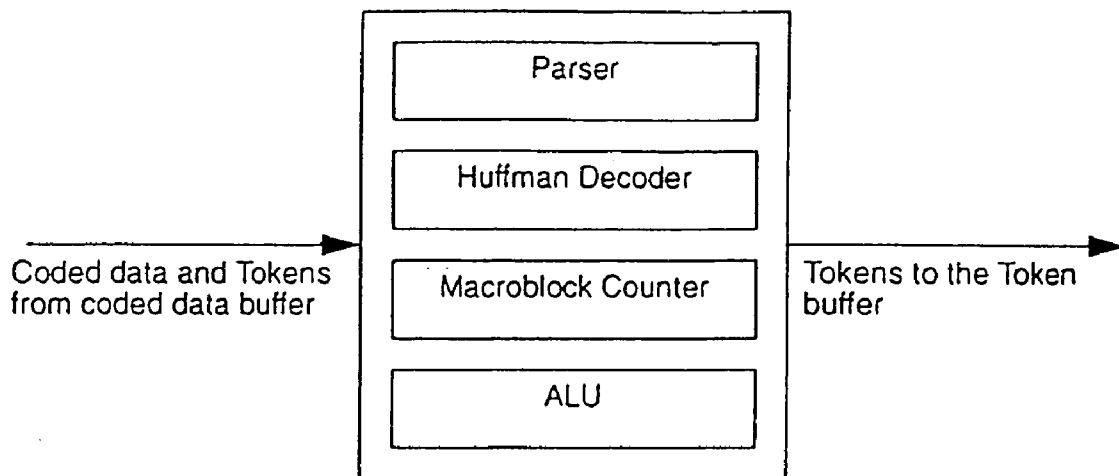 Parser
Huffman Decoder
Coded data and Tokens
from coded data buffer
Macroblock Counter
Tokens to the Token
buffer
ALU